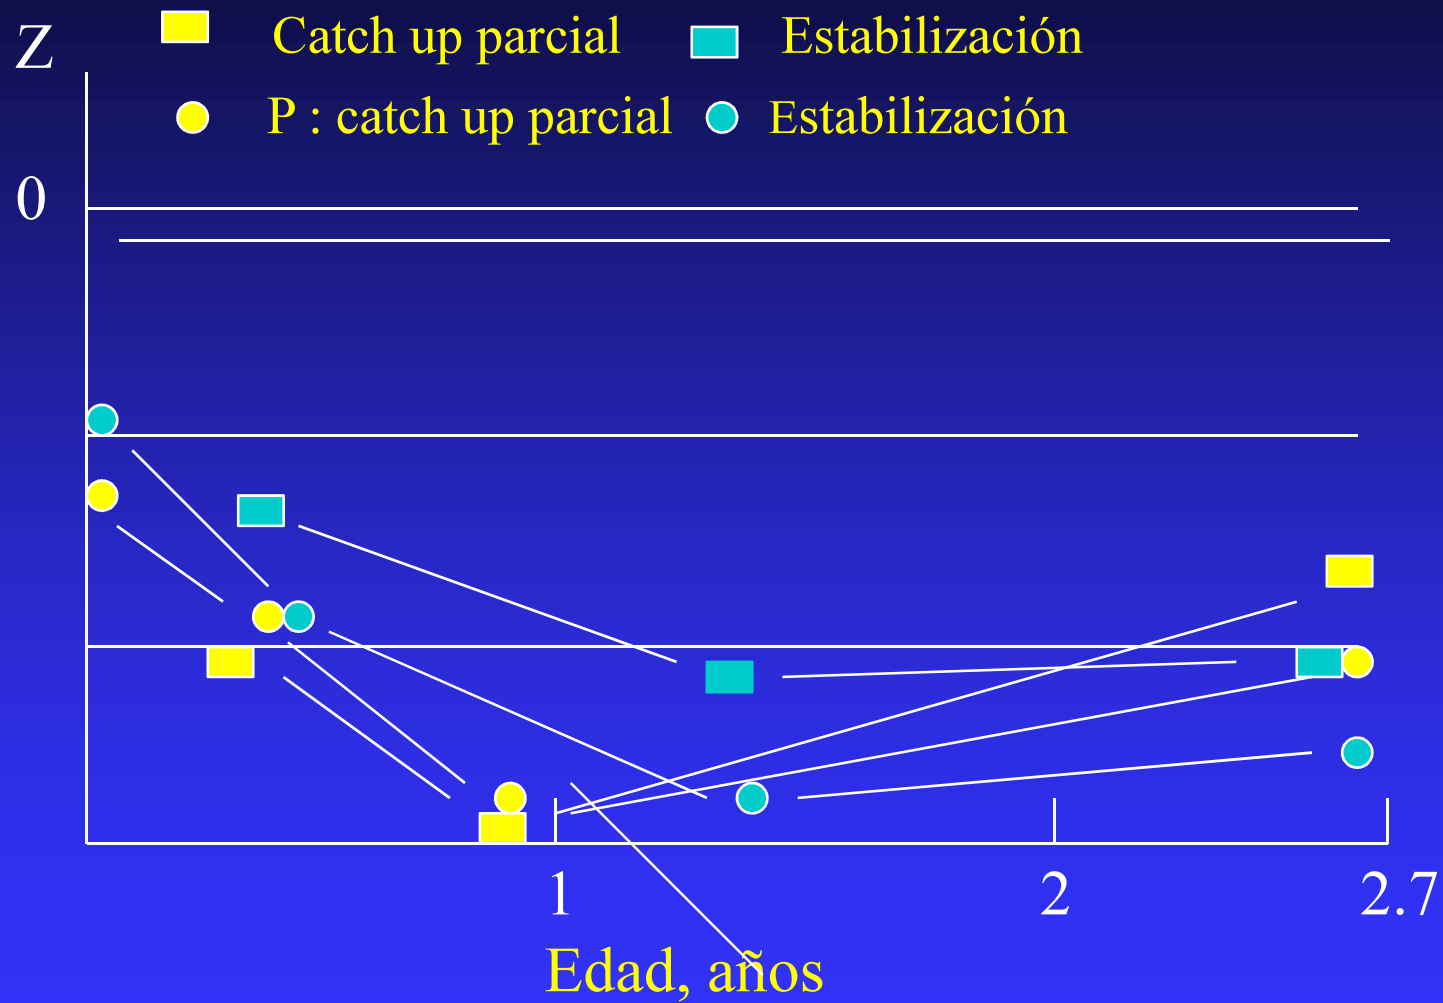 Z
Catch up parcial Estabilización
P : catch up parcial Estabilización
0
1 2 2.7
Edad, años